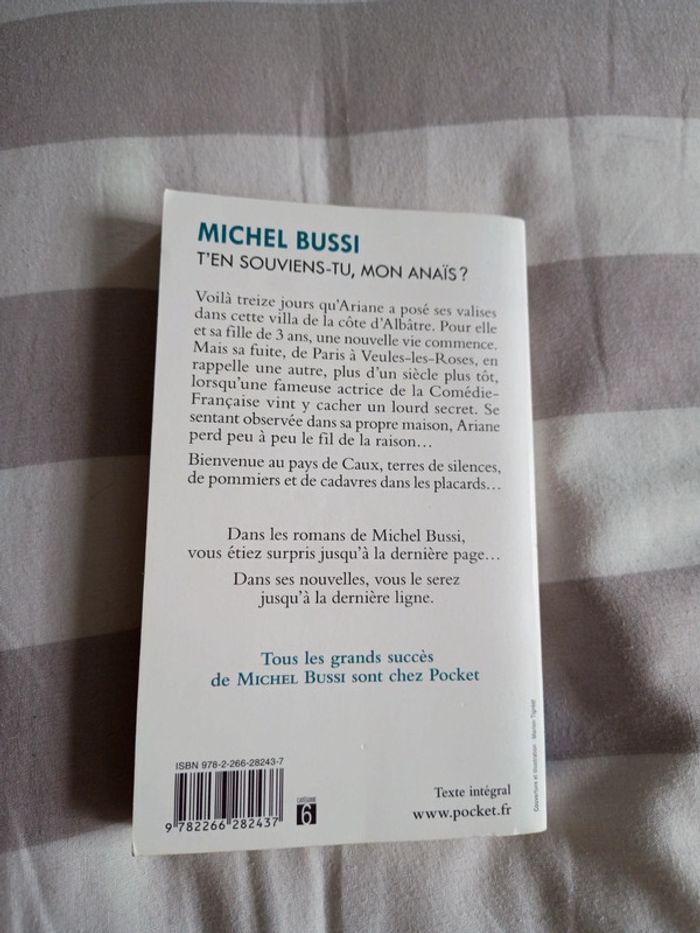 MICHEL BUSSI
T'EN SOUVIENS-TU, MON ANAÏS ?
Voilà treize jours qu'Ariane a posé ses valises
dans cette villa de la côte d'Albâtre. Pour elle
et sa fille de 3 ans, une nouvelle vie commence.
Mais sa fuite, de Paris à Veules-les-Roses, en
rappelle une autre, plus d'un siècle plus tôt,
lorsqu'une fameuse actrice de la Comédie-
Française vint y cacher un lourd secret. Se
sentant observée dans sa propre maison, Ariane
perd peu à peu le fil de la raison…
Bienvenue au pays de Caux, terres de silences,
de pommiers et de cadavres dans les placards…
Dans les romans de Michel Bussi,
vous étiez surpris jusqu'à la dernière page…
Dans ses nouvelles, vous le serez
jusqu'à la dernière ligne.
Tous les grands succès
de MICHEL BUSSI sont chez Pocket
ISBN 978-2-266-28243-7
9 782266 282437
CATÉGORIE
6
Texte intégral
www.pocket.fr
Couverture et illustration : Marion